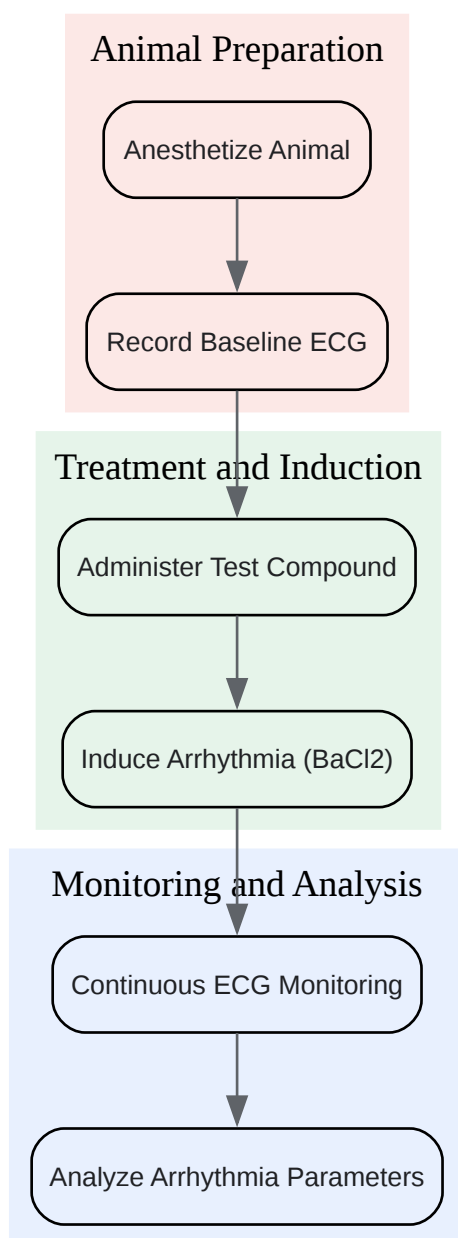 Animal Preparation
Anesthetize Animal
Record Baseline ECG
Treatment and Induction
Administer Test Compound
Induce Arrhythmia (BaCl2)
Monitoring and Analysis
Continuous ECG Monitoring
Analyze Arrhythmia Parameters